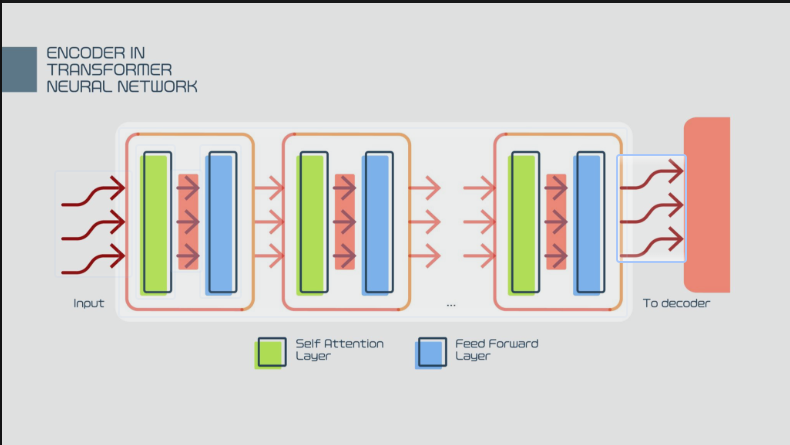 ENCODER IN
TRANSFORMER
NEURAL NETWORK
Input
...
To decoder
Self Attention
Layer
Feed Forward
Layer